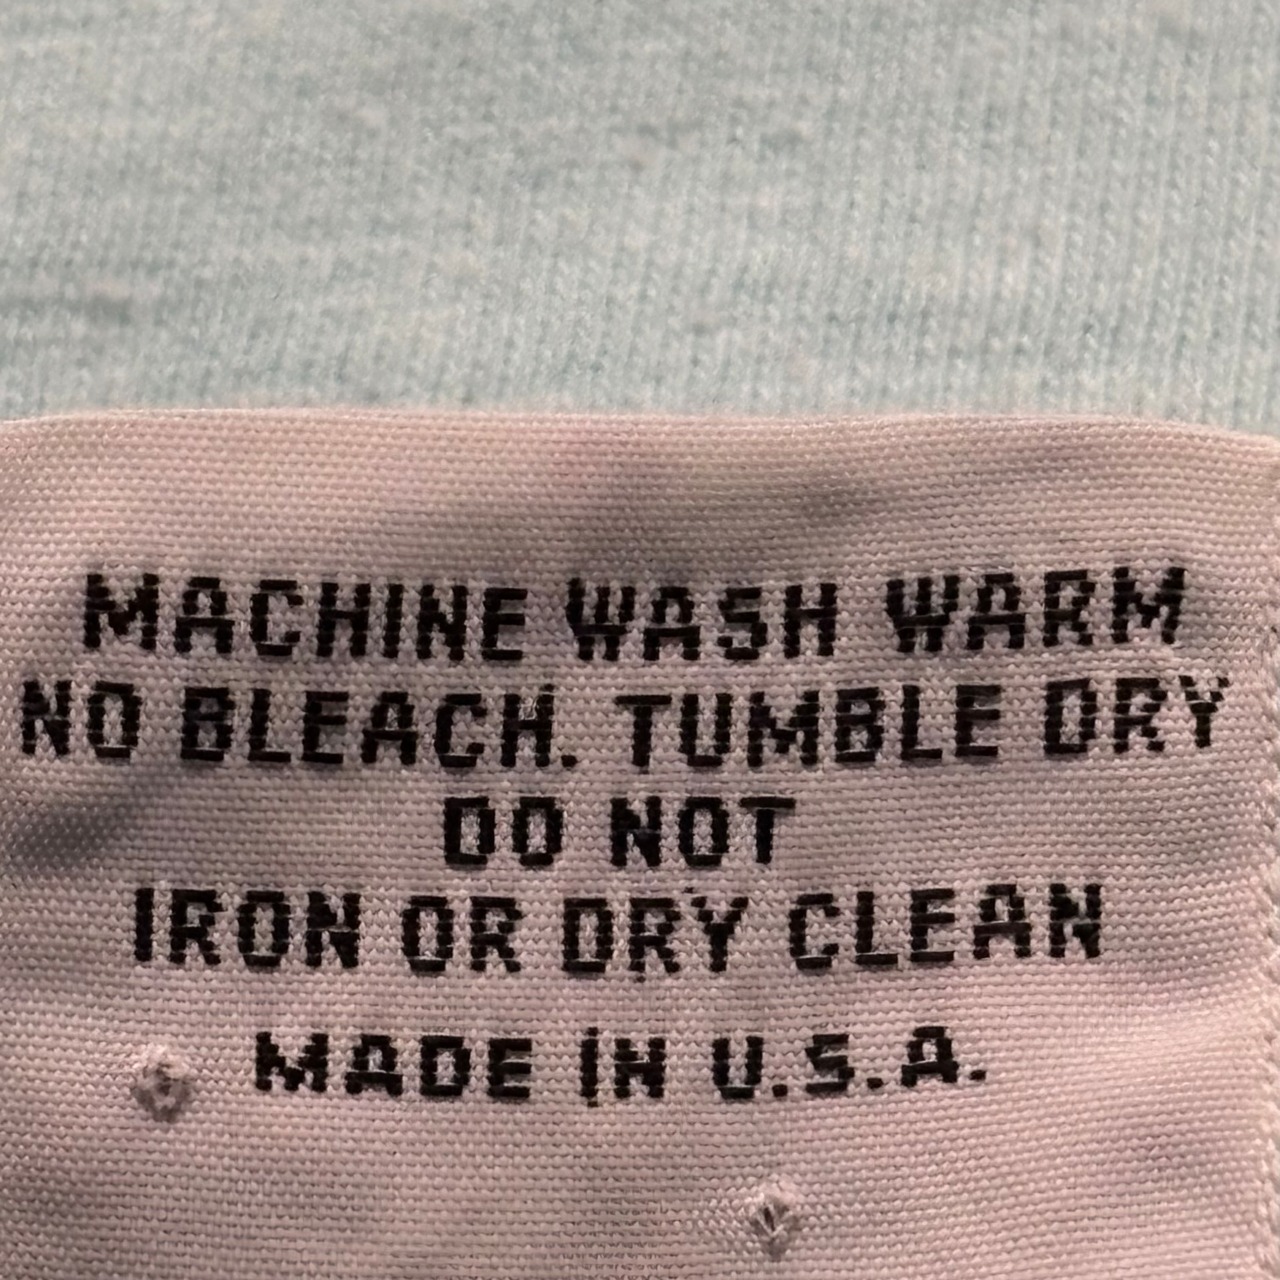 MACHINE WASH WARM
NO BLEACH. TUMBLE DRY
DO NOT
IRON OR DRY CLEAN
MADE IN U.S.A.